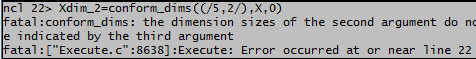 ncl 22> Xdim_2=conform_dims((/5,2/),X,0)
fatal:conform_dims: the dimension sizes of the second argument do no
e indicated by the third argument
fatal:["Execute.c":8638]:Execute: Error occurred at or near line 22